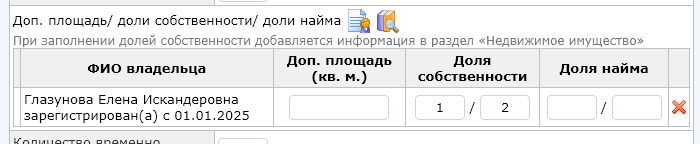 Доп. площадь/ доли собственности/ доли найма
При заполнении долей собственности добавляется информация в раздел «Недвижимое имущество»
ФИО владельца
Доп. площадь
(кв. м.)
Доля
собственности
Доля найма
Глазунова Елена Искандеровна
зарегистрирован(а) с 01.01.2025
1 / 2
/
Количество временно